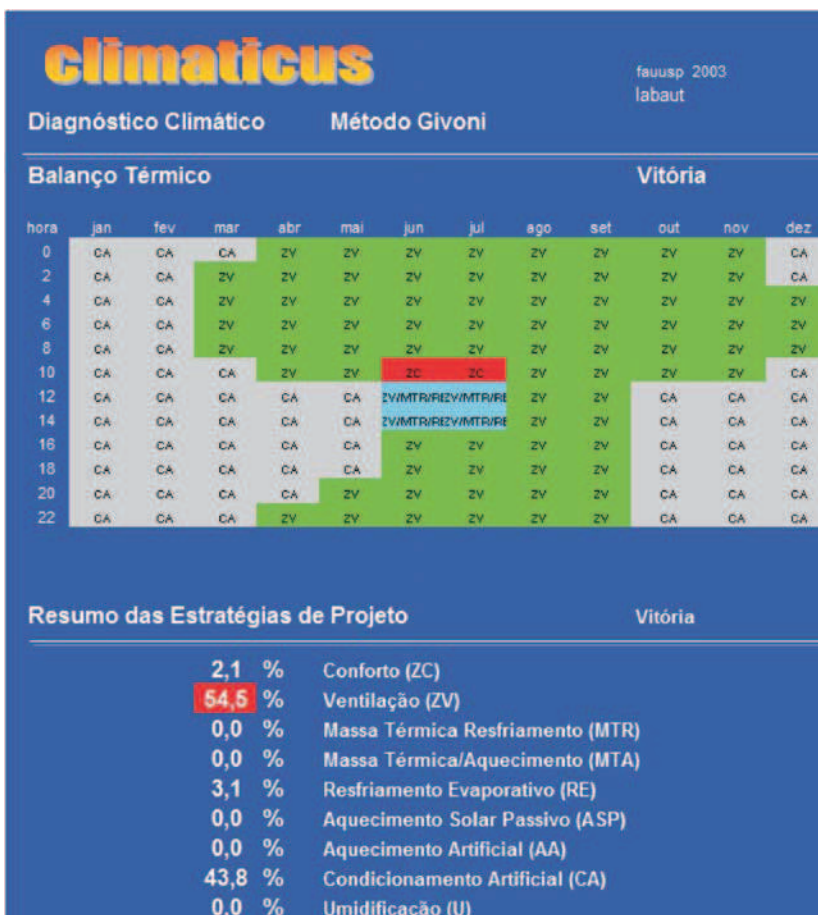 climaticus
fauusp 2003
labaut
Diagnóstico Climático Método Givoni
Balanço Térmico Vitória
hora jan fev mar abr mai jun jul ago set out nov dez
0 CA CA CA ZV ZV ZV ZV ZV ZV ZV ZV CA
2 CA CA ZV ZV ZV ZV ZV ZV ZV ZV ZV CA
4 CA CA ZV ZV ZV ZV ZV ZV ZV ZV ZV ZV
6 CA CA ZV ZV ZV ZV ZV ZV ZV ZV ZV ZV
8 CA CA ZV ZV ZV ZV ZV ZV ZV ZV ZV ZV
10 CA CA CA ZV ZV ZC ZC ZV ZV ZV ZV CA
12 CA CA CA CA CA ZV/MTR/RE ZV/MTR/RE ZV ZV CA CA CA
14 CA CA CA CA CA ZV/MTR/RE ZV/MTR/RE ZV ZV CA CA CA
16 CA CA CA CA CA ZV ZV ZV ZV CA CA CA
18 CA CA CA CA CA ZV ZV ZV ZV CA CA CA
20 CA CA CA CA ZV ZV ZV ZV ZV CA CA CA
22 CA CA CA ZV ZV ZV ZV ZV ZV CA CA CA
Resumo das Estratégias de Projeto Vitória
2,1 % Conforto (ZC)
54,5 % Ventilação (ZV)
0,0 % Massa Térmica Resfriamento (MTR)
0,0 % Massa Térmica/Aquecimento (MTA)
3,1 % Resfriamento Evaporativo (RE)
0,0 % Aquecimento Solar Passivo (ASP)
0,0 % Aquecimento Artificial (AA)
43,8 % Condicionamento Artificial (CA)
0,0 % Umidificação (U)